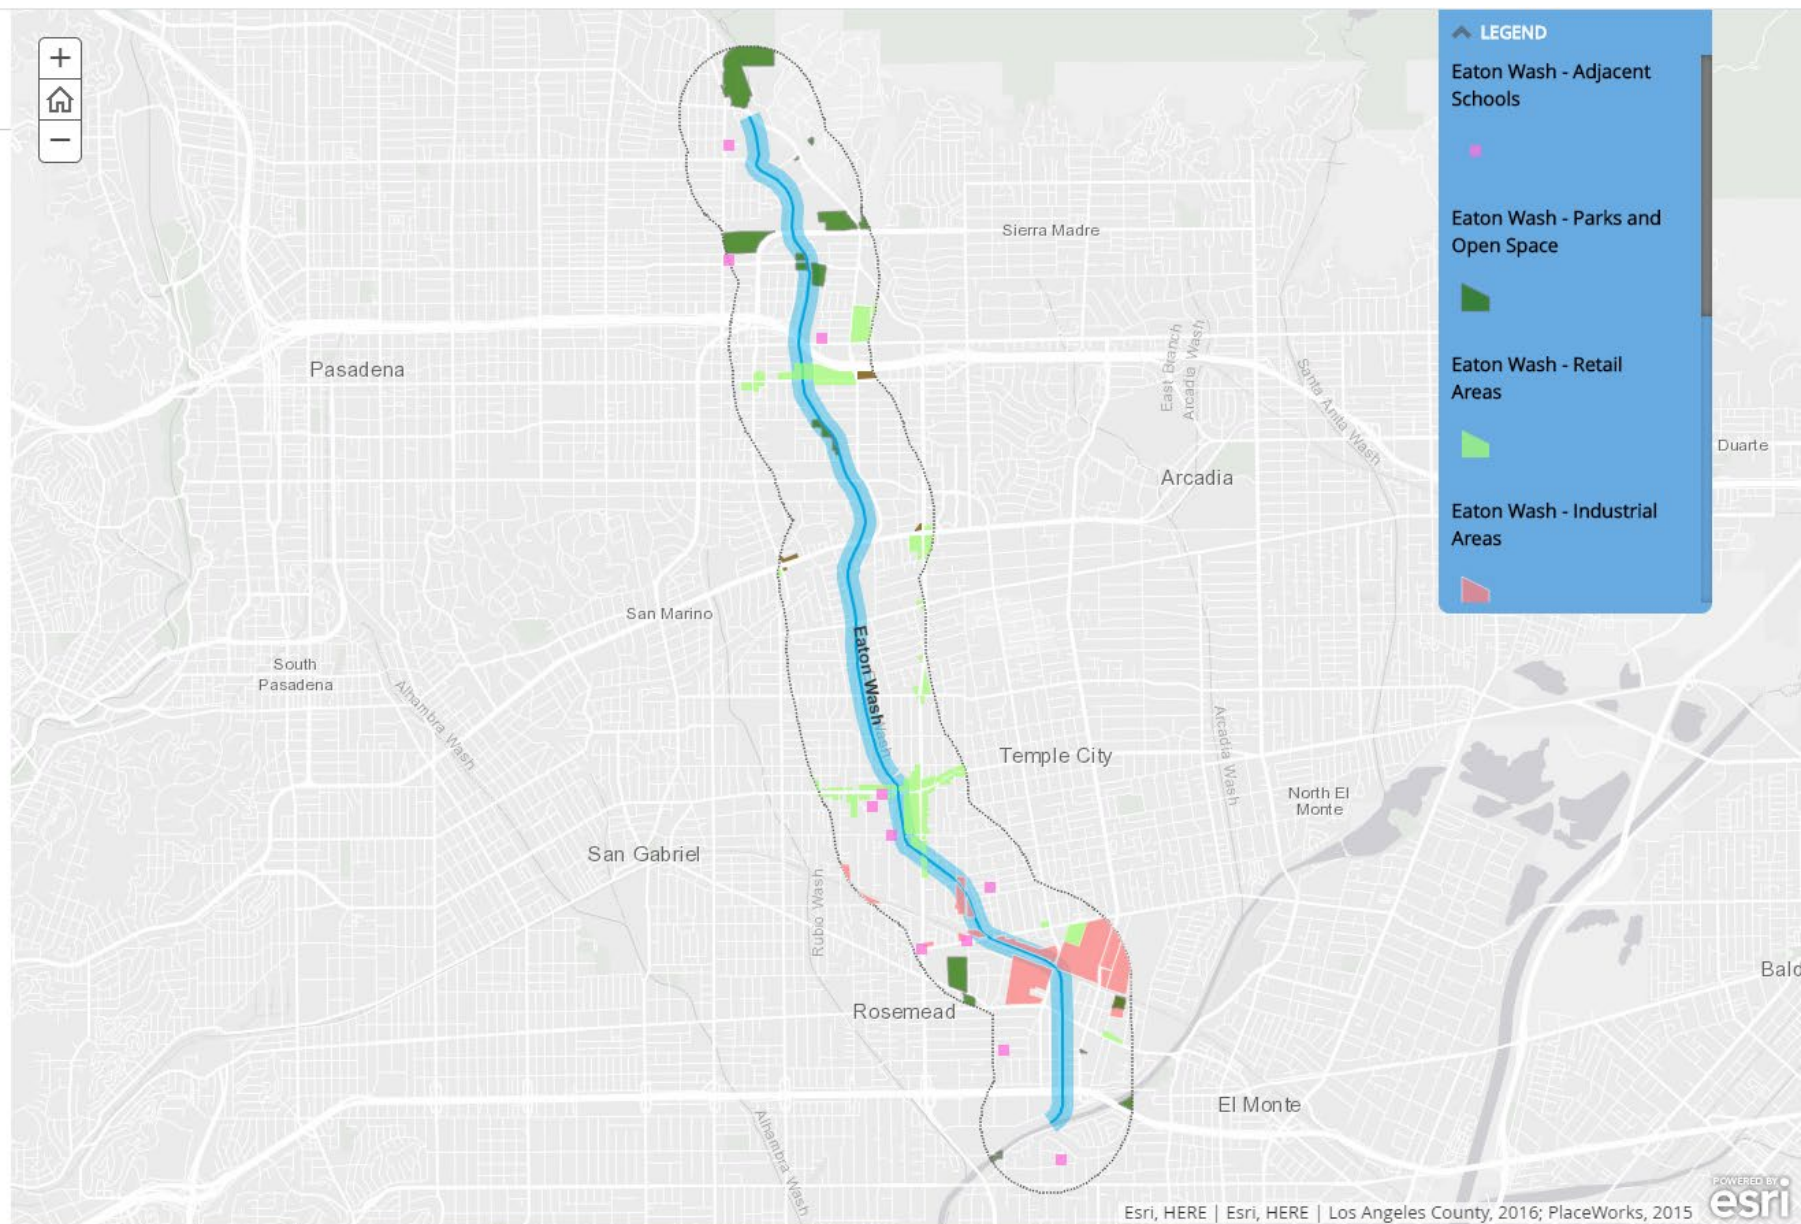 +
−
LEGEND
Eaton Wash - Adjacent
Schools
Eaton Wash - Parks and
Open Space
Eaton Wash - Retail
Areas
Eaton Wash - Industrial
Areas
Sierra Madre
Pasadena
East Branch
Arcadia Wash
Santa Anita Wash
Duarte
Arcadia
San Marino
South
Pasadena
Alhambra Wash
Eaton Wash
Wash
Arcadia Wash
Temple City
North El
Monte
San Gabriel
Rubio Wash
Bald
Rosemead
El Monte
Alhambra Wash
Esri, HERE | Esri, HERE | Los Angeles County, 2016; PlaceWorks, 2015
POWERED BY
esri